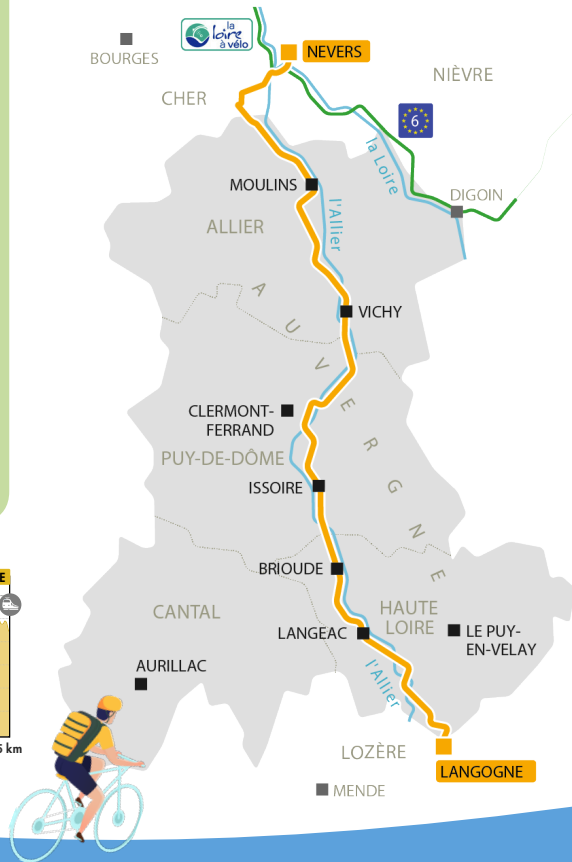 la
loire
à vélo
NEVERS
BOURGES
NIÈVRE
CHER
6
la Loire
MOULINS
DIGOIN
l'Allier
ALLIER
VICHY
AUVERGNE
CLERMONT-
FERRAND
PUY-DE-DÔME
ISSOIRE
BRIOUDE
E
CANTAL
HAUTE
LOIRE
LANGEAC
LE PUY-
EN-VELAY
AURILLAC
l'Allier
km
LOZÈRE
LANGOGNE
MENDE